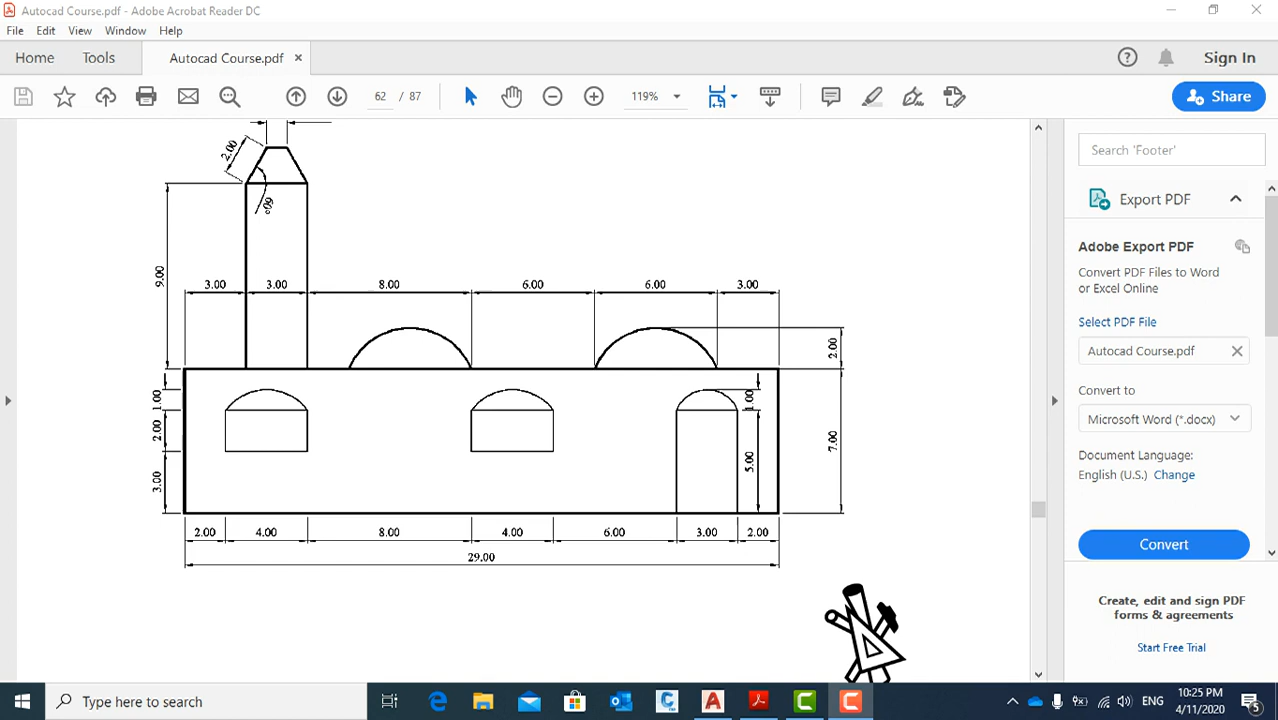 Autocad Course.pdf - Adobe Acrobat Reader DC
File Edit View Window Help
Home Tools Autocad Course.pdf × Sign In
62 / 87 119% Share
Search 'Footer'
Export PDF
Adobe Export PDF
Convert PDF Files to Word
or Excel Online
Select PDF File
Autocad Course.pdf
Convert to
Microsoft Word (*.docx)
Document Language:
English (U.S.) Change
Convert
Create, edit and sign PDF
forms & agreements
Start Free Trial
2.00
60°
9.00
3.00 3.00 8.00 6.00 6.00 3.00
2.00
1.00 1.00
2.00 7.00
3.00 5.00
2.00 4.00 8.00 4.00 6.00 3.00 2.00
29.00
Type here to search
ENG
10:25 PM
4/11/2020
5